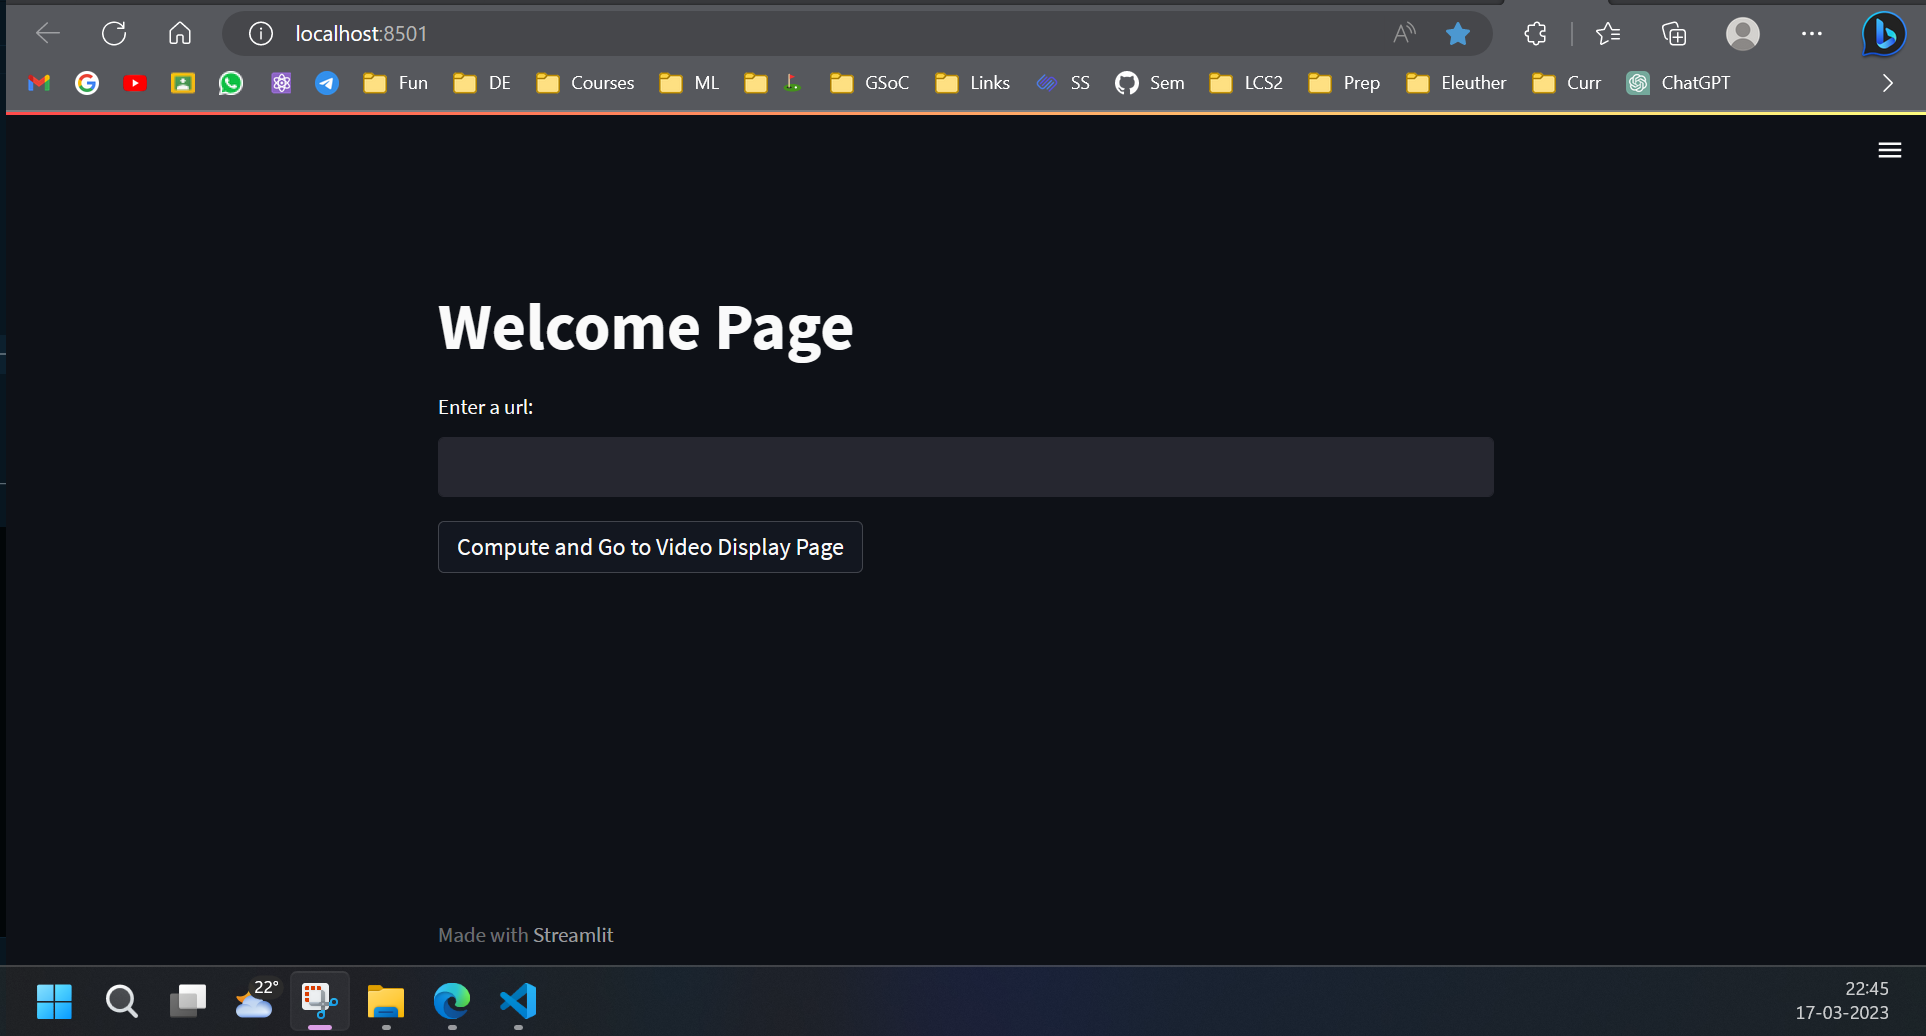 localhost:8501
Fun DE Courses ML GSoC Links SS Sem LCS2 Prep Eleuther Curr ChatGPT
Welcome Page
Enter a url:
Compute and Go to Video Display Page
Made with Streamlit
22°
22:45
17-03-2023